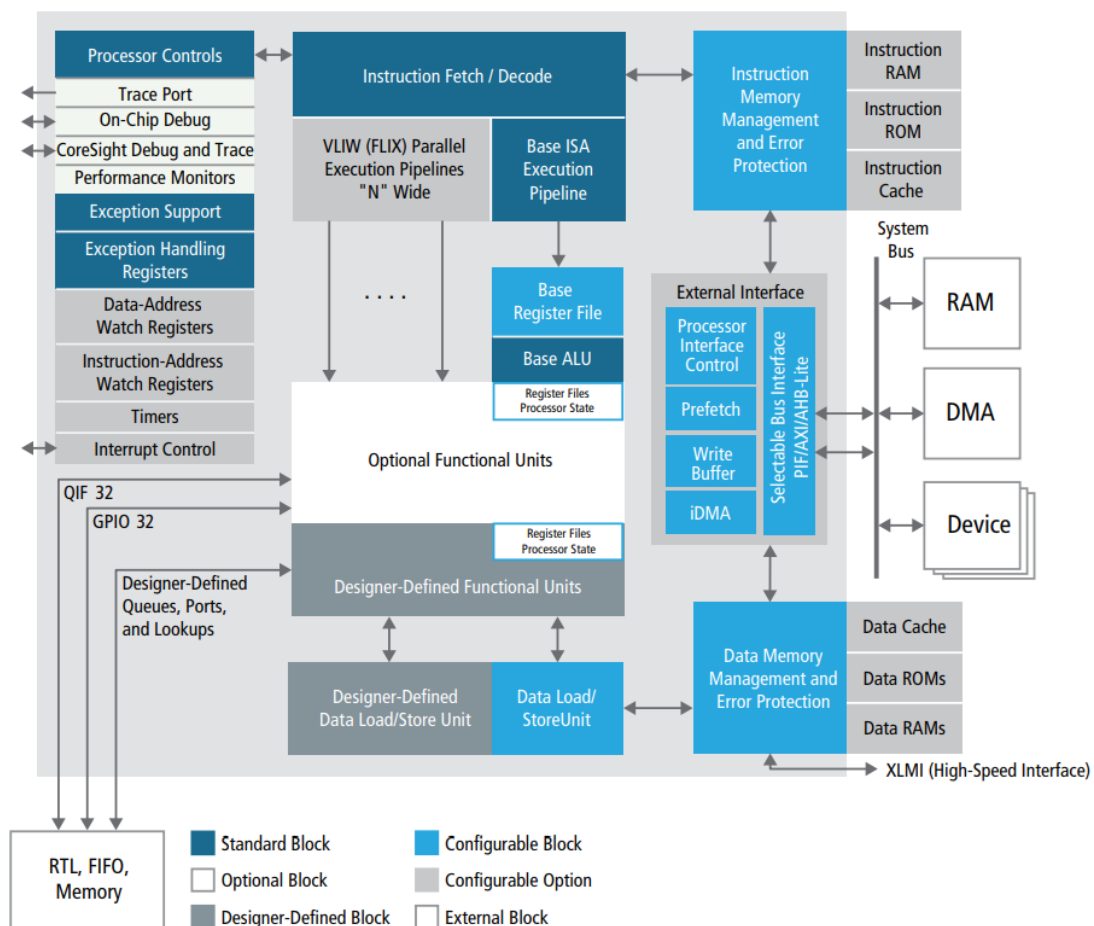 Processor Controls
Trace Port
On-Chip Debug
CoreSight Debug and Trace
Performance Monitors
Exception Support
Exception Handling
Registers
Data-Address
Watch Registers
Instruction-Address
Watch Registers
Timers
Interrupt Control
Instruction Fetch / Decode
VLIW (FLIX) Parallel
Execution Pipelines
"N" Wide
Base ISA
Execution
Pipeline
. . . .
Base
Register File
Base ALU
Register Files
Processor State
Optional Functional Units
Register Files
Processor State
Designer-Defined Functional Units
Designer-Defined
Data Load/Store Unit
Data Load/
StoreUnit
Instruction
Memory
Management
and Error
Protection
Instruction
RAM
Instruction
ROM
Instruction
Cache
External Interface
Processor
Interface
Control
Prefetch
Write
Buffer
iDMA
Selectable Bus Interface
PIF/AXI/AHB-Lite
System
Bus
RAM
DMA
Device
Data Memory
Management and
Error Protection
Data Cache
Data ROMs
Data RAMs
XLMI (High-Speed Interface)
QIF 32
GPIO 32
Designer-Defined
Queues, Ports,
and Lookups
RTL, FIFO,
Memory
Standard Block
Configurable Block
Optional Block
Configurable Option
Designer-Defined Block
External Block